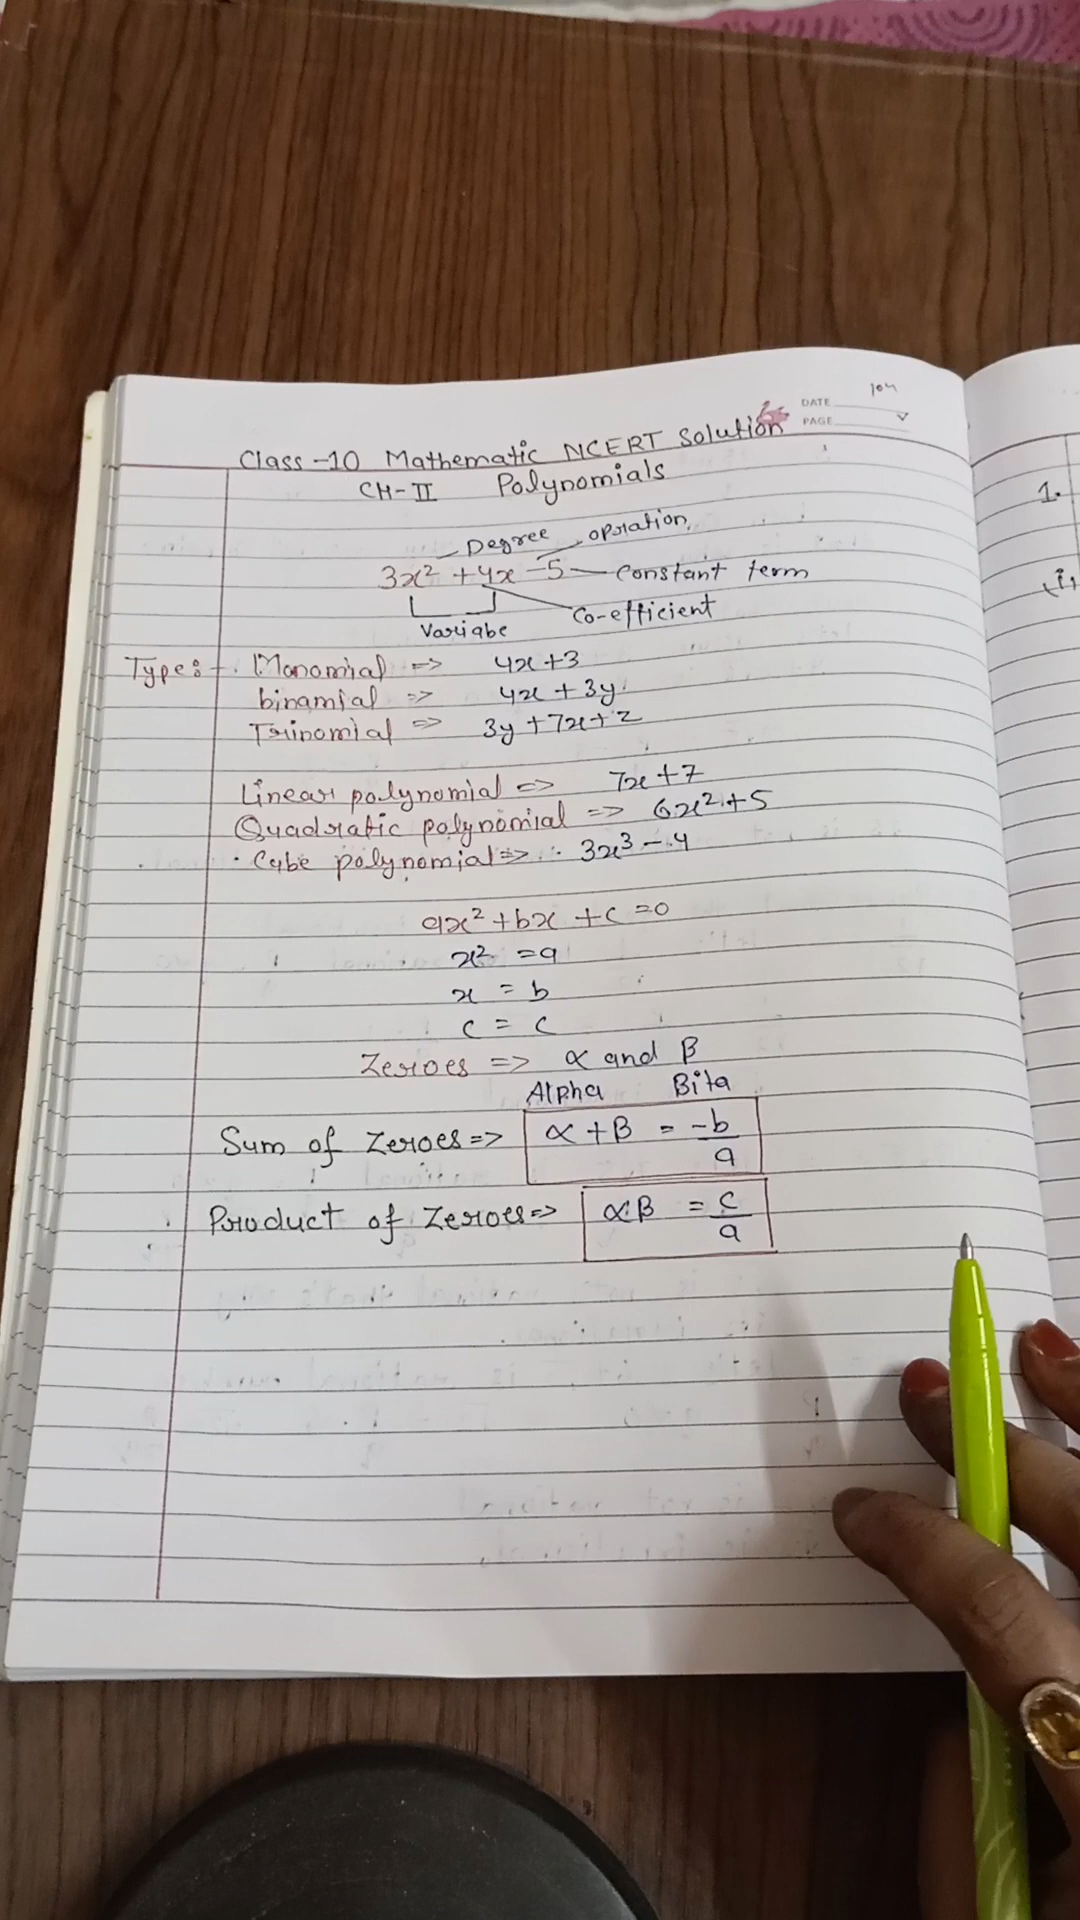 DATE
104
PAGE
Class-10 Mathematic NCERT Solution
CH-II Polynomials
Degree opration
3x² + 4x - 5 Constant term
Variabe Co-efficient
Type:- Monomial => 4x+3
binamial => 4x + 3y
Trinomial => 3y + 7x + z
Linear polynomial => 7x + 7
Quadratic polynomial => 6x² + 5
Cube polynomial => 3x³ - 4
ax² + bx + c = 0
x² = a
x = b
c = c
Zeroes => α and β
Alpha Bita
Sum of Zeroes => α + β = -b/a
Product of Zeroes => αβ = c/a
1.